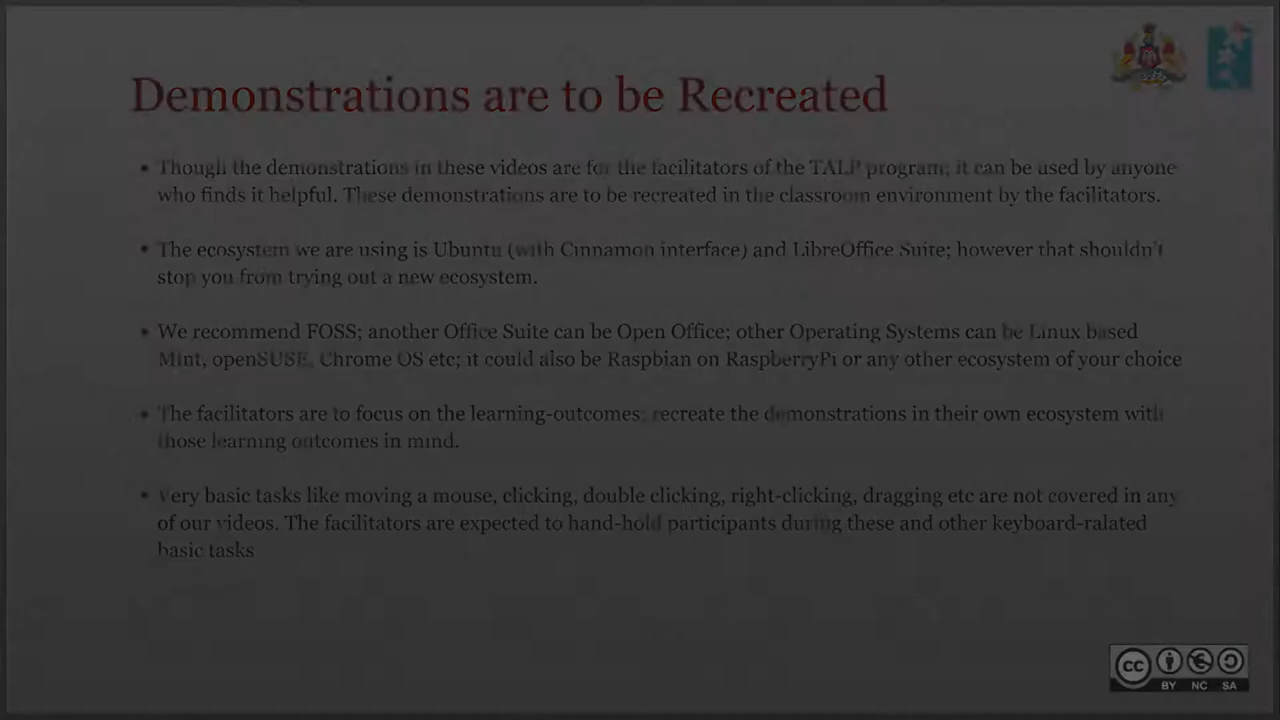 Demonstrations are to be Recreated
• Though the demonstrations in these videos are for the facilitators of the TALP program; it can be used by anyone
who finds it helpful. These demonstrations are to be recreated in the classroom environment by the facilitators.
• The ecosystem we are using is Ubuntu (with Cinnamon interface) and LibreOffice Suite; however that shouldn't
stop you from trying out a new ecosystem.
• We recommend FOSS; another Office Suite can be Open Office; other Operating Systems can be Linux based
Mint, openSUSE, Chrome OS etc; it could also be Raspbian on RaspberryPi or any other ecosystem of your choice
• The facilitators are to focus on the learning-outcomes; recreate the demonstrations in their own ecosystem with
those learning outcomes in mind.
• Very basic tasks like moving a mouse, clicking, double clicking, right-clicking, dragging etc are not covered in any
of our videos. The facilitators are expected to hand-hold participants during these and other keyboard-ralated
basic tasks
cc
BY NC SA